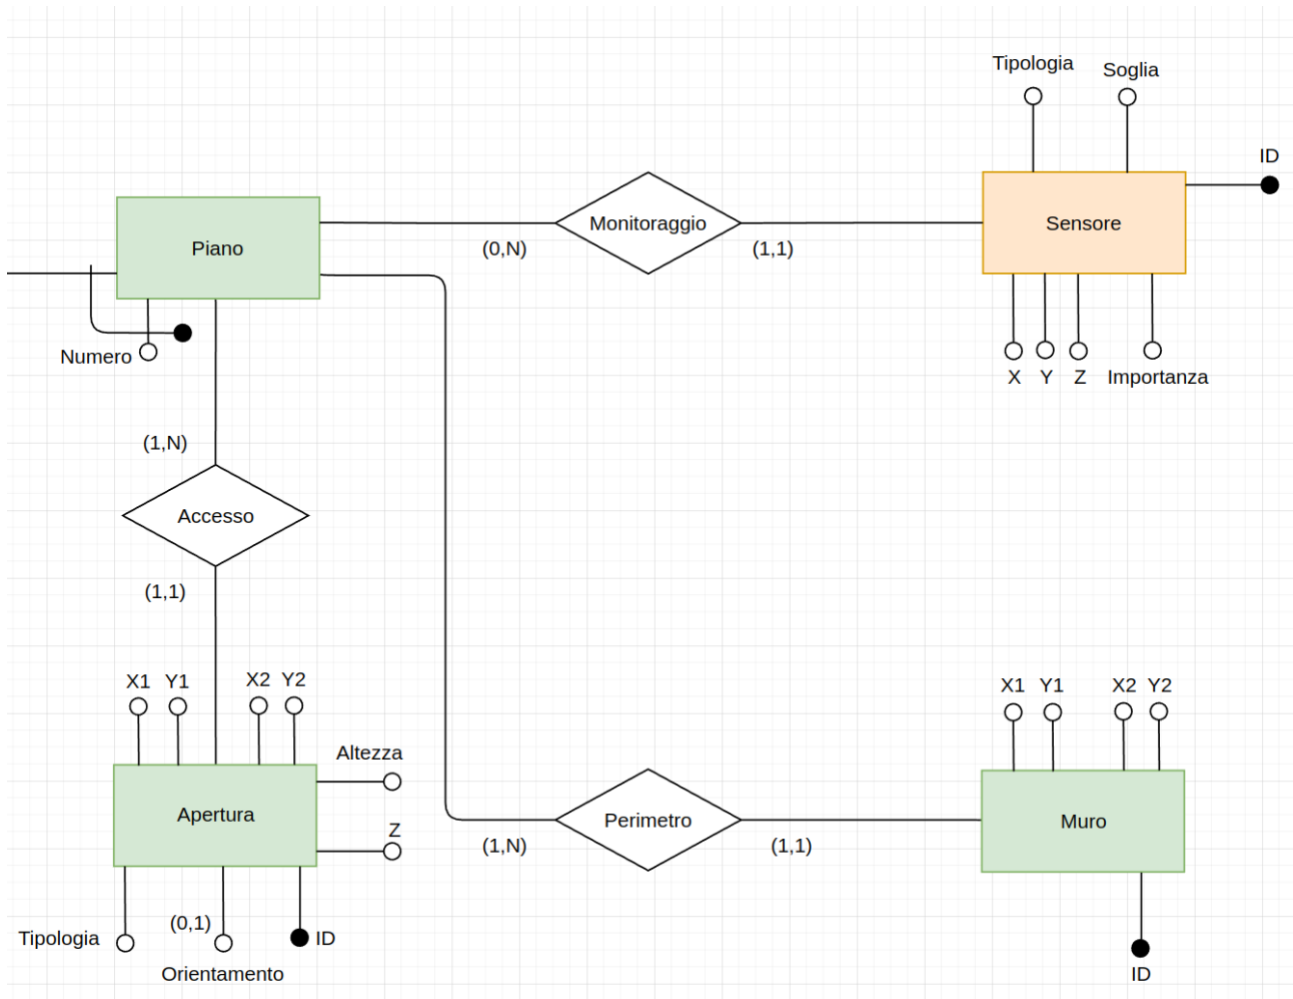 Tipologia
Soglia
ID
Piano
Monitoraggio
Sensore
(0,N)
(1,1)
Numero
X
Y
Z
Importanza
(1,N)
Accesso
(1,1)
X1
Y1
X2
Y2
X1
Y1
X2
Y2
Altezza
Apertura
Z
Perimetro
Muro
(1,N)
(1,1)
(0,1)
Tipologia
ID
Orientamento
ID